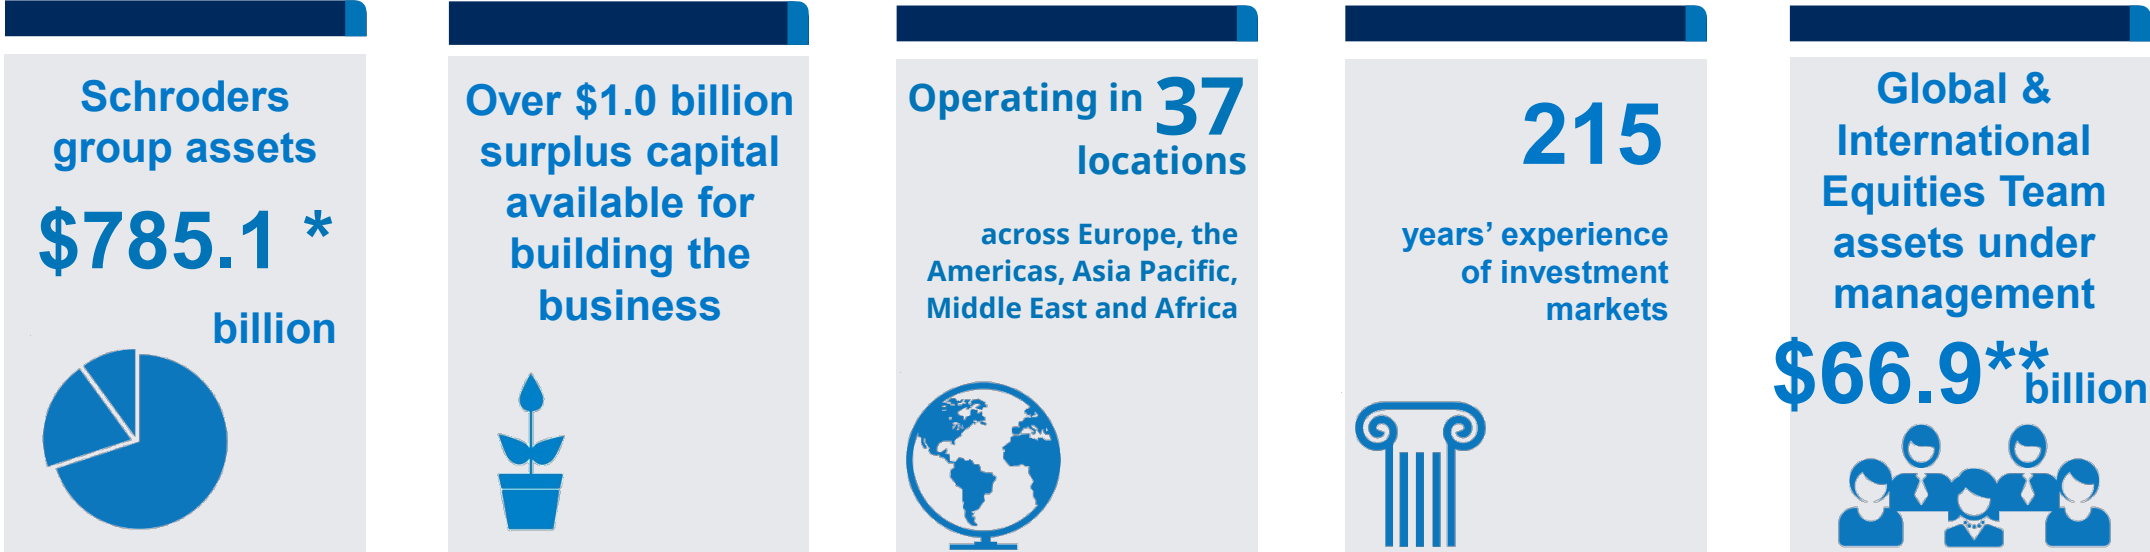 Schroders
group assets
$785.1 *
billion
Over $1.0 billion
surplus capital
available for
building the
business
Operating in 37
locations
across Europe, the
Americas, Asia Pacific,
Middle East and Africa
215
years’ experience
of investment
markets
Global &
International
Equities Team
assets under
management
$66.9** billion